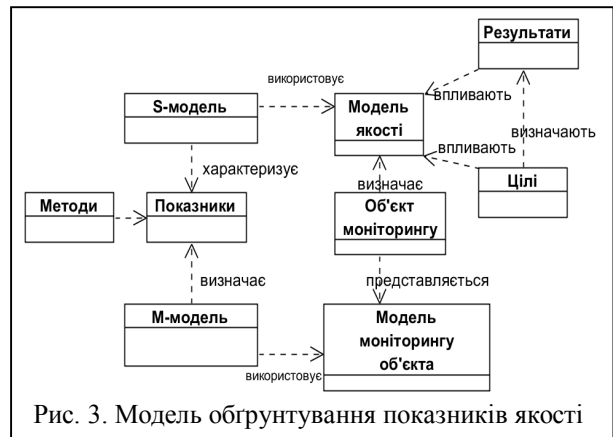 Результати
використовує
впливають
S-модель
Модель
якості
визначають
впливають
характеризує
визначає
Цілі
Методи
Показники
Об'єкт
моніторингу
визначає
представляється
М-модель
Модель
моніторингу
об'єкта
використовує
Рис. 3. Модель обґрунтування показників якості